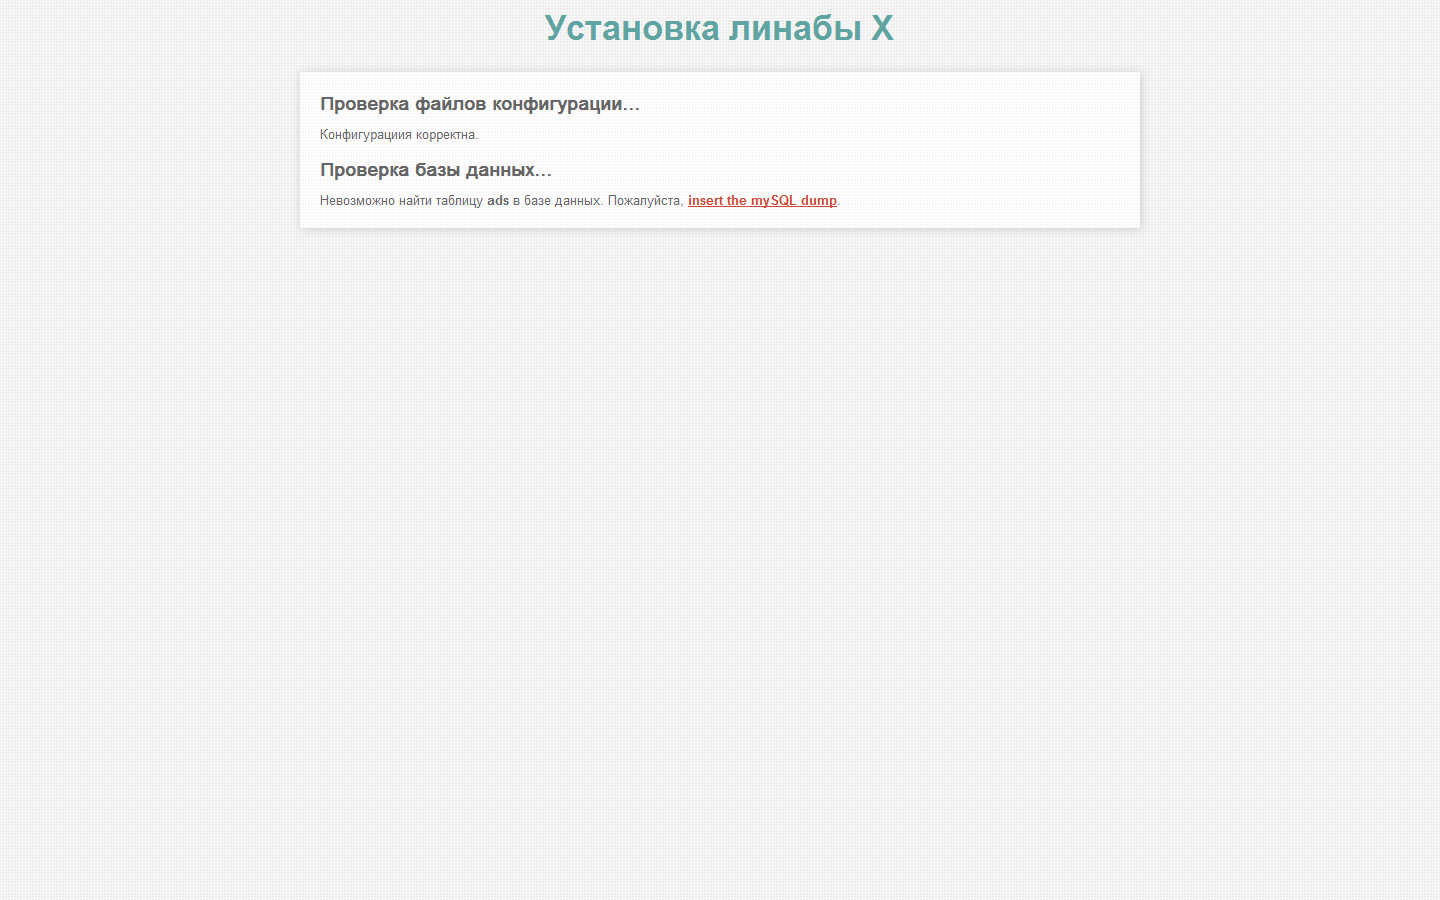 Установка линабы X
Проверка файлов конфигурации...
Конфигурациия корректна.
Проверка базы данных...
Невозможно найти таблицу ads в базе данных. Пожалуйста, insert the mySQL dump.